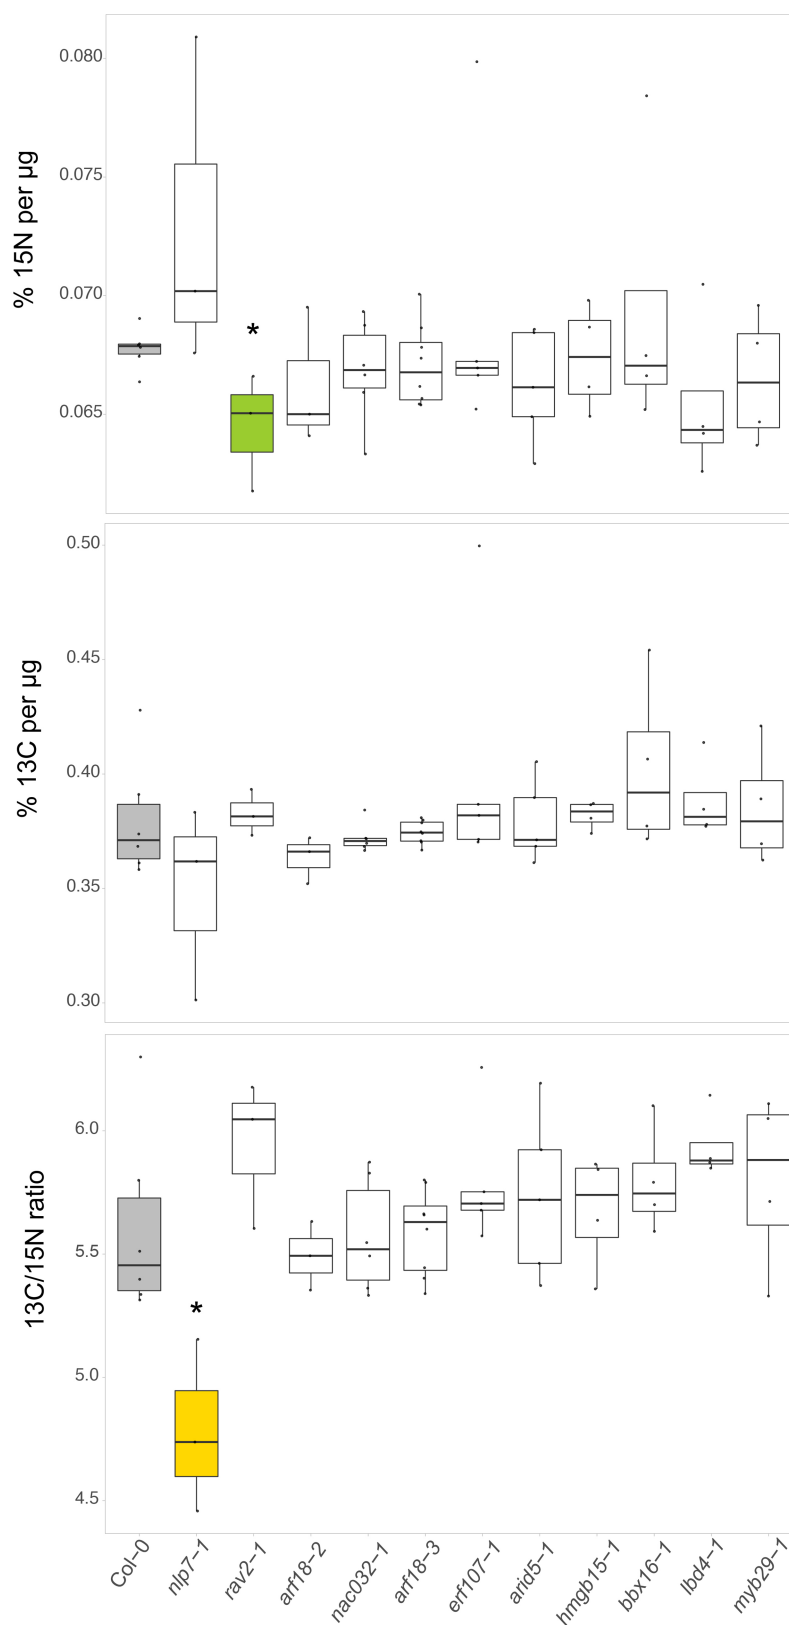 % 15N per µg
0.080
0.075
0.070
0.065
*
% 13C per µg
0.50
0.45
0.40
0.35
0.30
13C/15N ratio
6.0
5.5
5.0
4.5
*
Col-0
nlp7-1
rav2-1
arf18-2
nac032-1
arf18-3
erf107-1
arid5-1
hmgb15-1
bbx16-1
lbd4-1
myb29-1